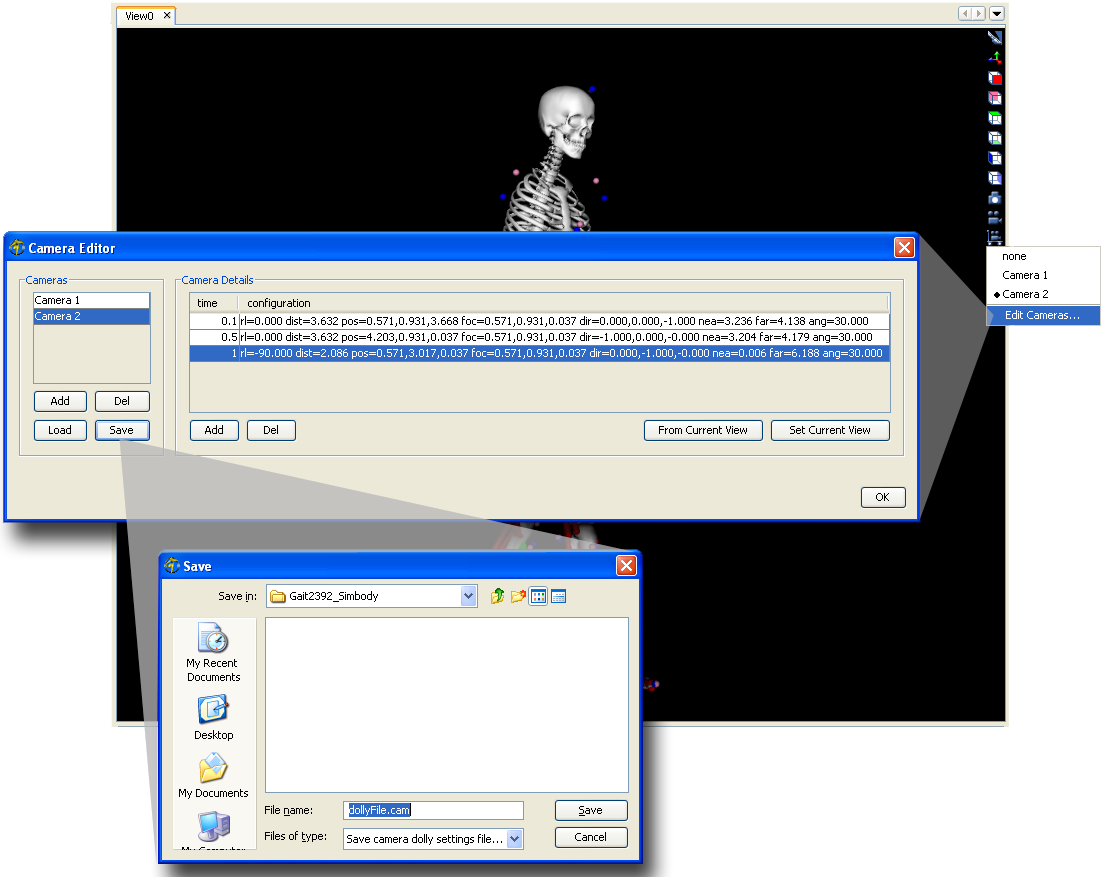 View0
none
Camera 1
Camera 2
Edit Cameras...
Camera Editor
Cameras
Camera 1
Camera 2
Add
Del
Load
Save
Camera Details
time configuration
0.1 rl=0.000 dist=3.632 pos=0.571,0.931,3.668 foc=0.571,0.931,0.037 dir=0.000,0.000,-1.000 nea=3.236 far=4.138 ang=30.000
0.5 rl=0.000 dist=3.632 pos=4.203,0.931,0.037 foc=0.571,0.931,0.037 dir=-1.000,0.000,-0.000 nea=3.204 far=4.179 ang=30.000
1 rl=-90.000 dist=2.086 pos=0.571,3.017,0.037 foc=0.571,0.931,0.037 dir=0.000,-1.000,-0.000 nea=0.006 far=6.188 ang=30.000
Add
Del
From Current View
Set Current View
OK
Save
Save in:
Gait2392_Simbody
My Recent
Documents
Desktop
My Documents
My Computer
File name:
dollyFile.cam
Save
Files of type:
Save camera dolly settings file...
Cancel